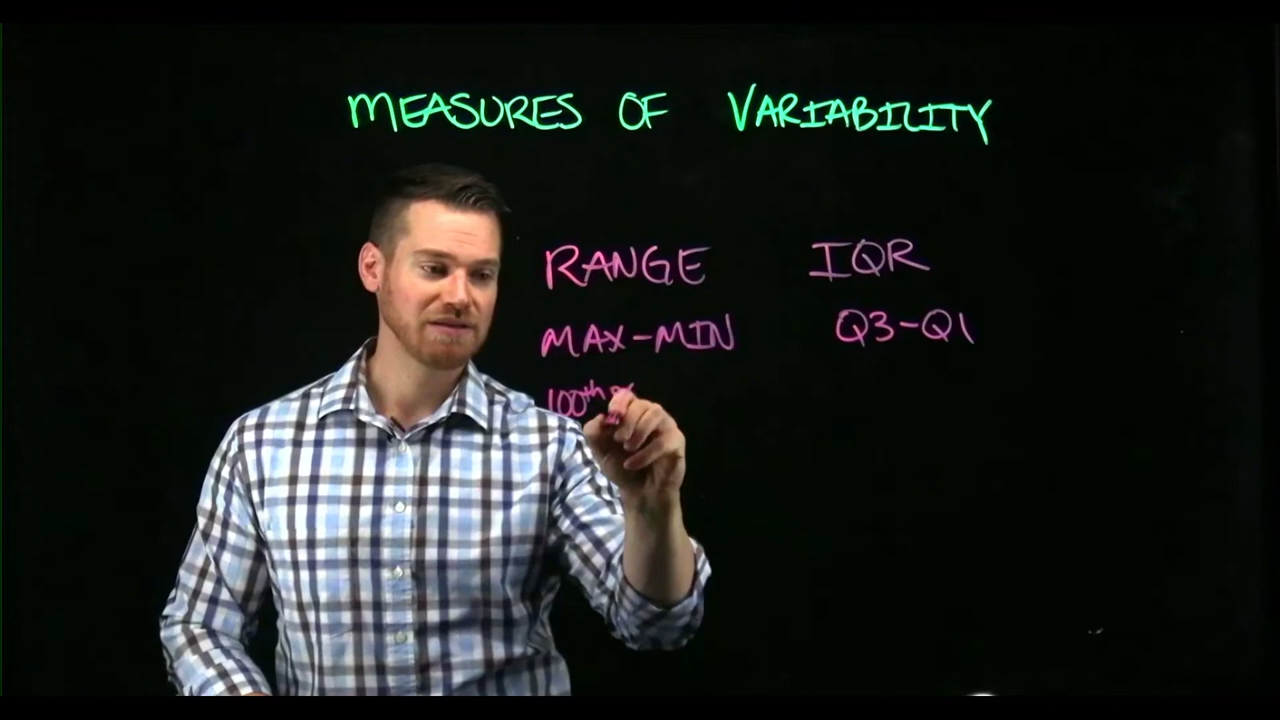 MEASURES OF VARIABILITY
RANGE IQR
MAX-MIN Q3-Q1
100th